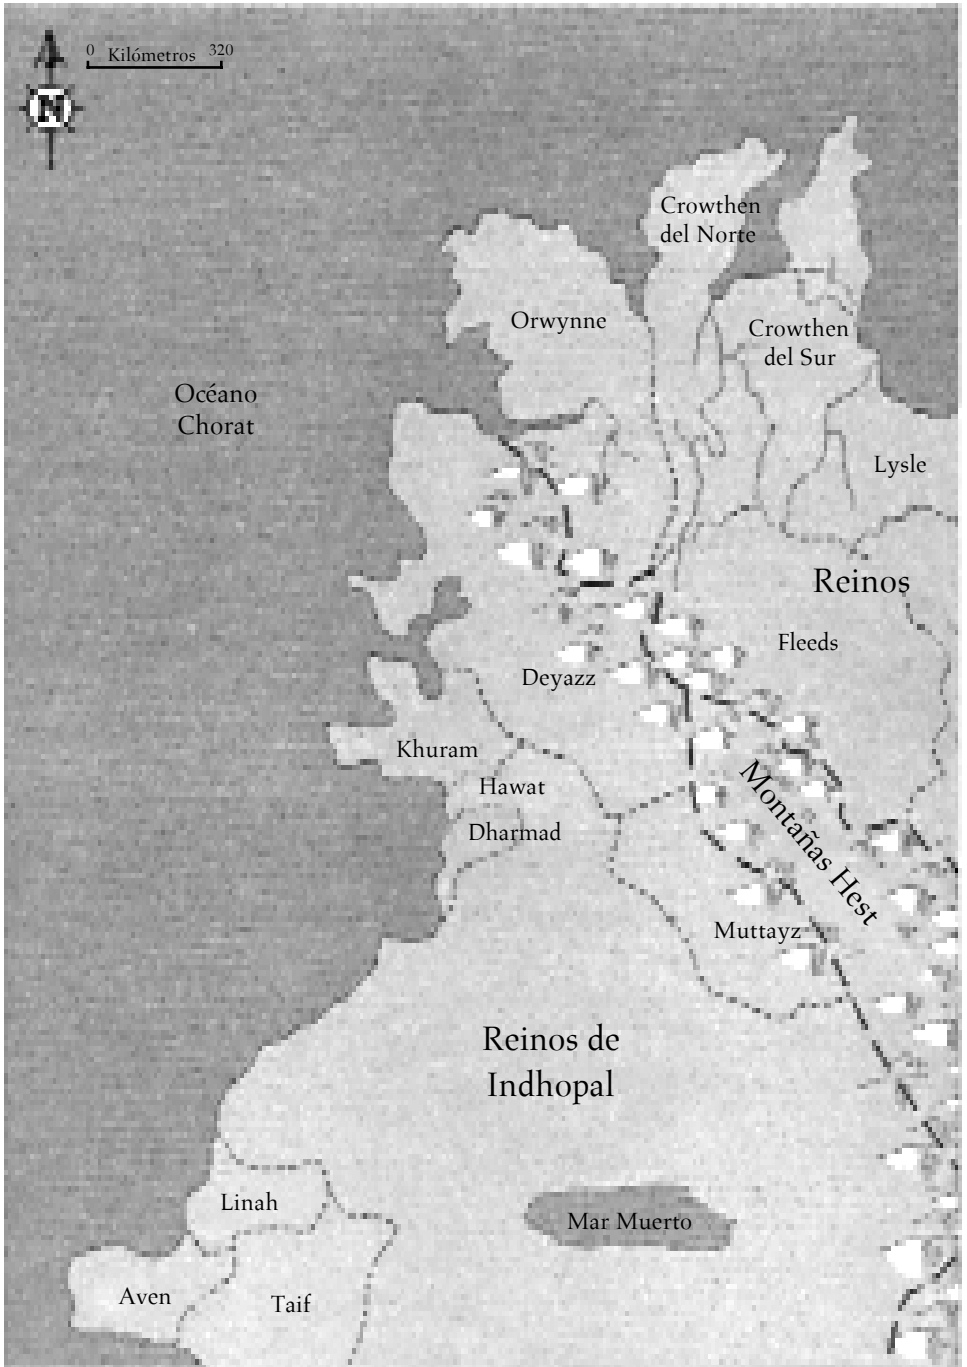 0 Kilómetros 320
N
Crowthen
del Norte
Orwynne
Crowthen
del Sur
Océano
Chorat
Lysle
Reinos
Fleeds
Deyazz
Khuram
Hawat
Montañas Hest
Dharmad
Muttayz
Reinos de
Indhopal
Linah
Mar Muerto
Aven
Taif